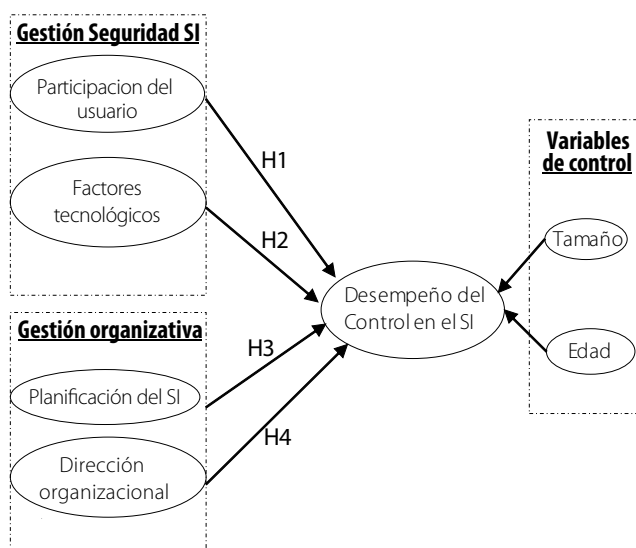 Gestión Seguridad SI
Participacion del
usuario
Factores
tecnológicos
H1
H2
Gestión organizativa
Planificación del SI
Dirección
organizacional
H3
H4
Desempeño del
Control en el SI
Variables
de control
Tamaño
Edad